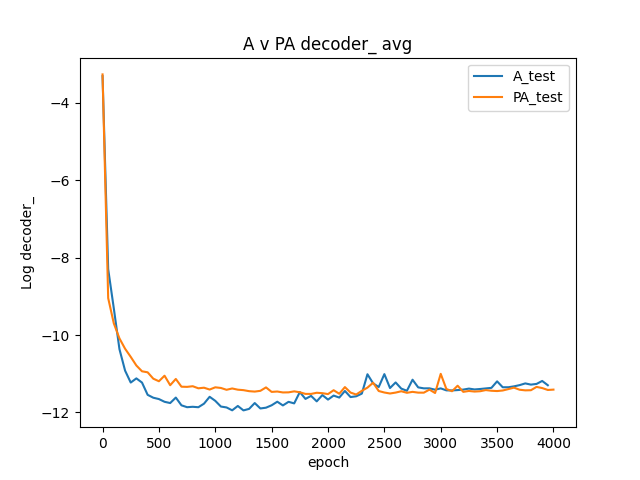 A v PA decoder_ avg
A_test
PA_test
Log decoder_
−4
−6
−8
−10
−12
0 500 1000 1500 2000 2500 3000 3500 4000
epoch